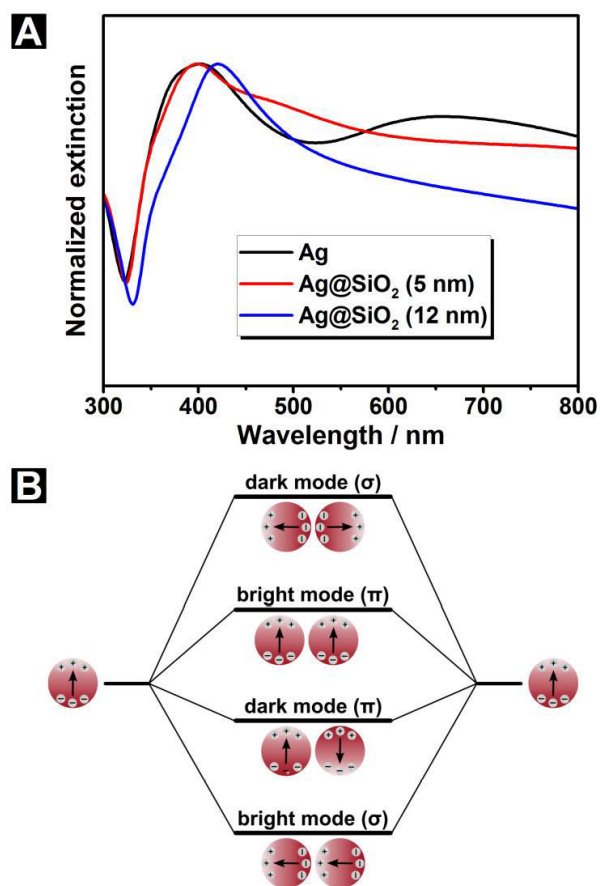 A
Normalized extinction
Ag
Ag@SiO₂ (5 nm)
Ag@SiO₂ (12 nm)
300 400 500 600 700 800
Wavelength / nm
B
dark mode (σ)
bright mode (π)
dark mode (π)
bright mode (σ)